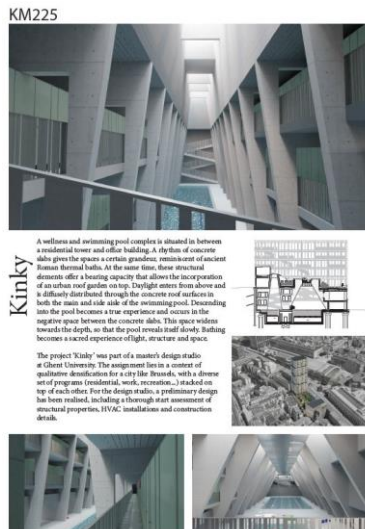 KM225
Kinky
A wellness and swimming pool complex is situated in between
a residential tower and office building. A rhythm of concrete
slabs gives the spaces a certain grandeur, reminiscent of ancient
Roman thermal baths. At the same time, these structural
elements offer a bearing capacity that allows the incorporation
of an urban roof garden on top. Daylight enters from above and
is diffusely distributed through the concrete roof surfaces in
both the main and side aisle of the swimming pool. Descending
into the pool becomes a true experience and occurs in the
negative space between the concrete slabs. This space widens
towards the depth, so that the pool reveals itself slowly. Bathing
becomes a sacred experience of light, structure and space.
The project 'Kinky' was part of a master's design studio
at Ghent University. The assignment lies in a context of
qualitative densification for a city like Brussels, with a diverse
set of programs (residential, work, recreation...) stacked on
top of each other. For the design studio, a preliminary design
has been realised, including a thorough start assessment of
structural properties, HVAC installations and construction
details.